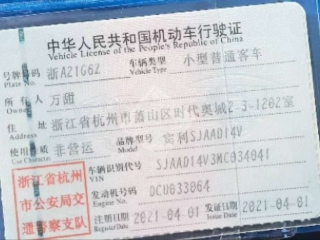 中华人民共和国机动车行驶证
Vehicle License of the People's Republic of China
号牌号码 浙A21G6Z 车辆类型 小型普通客车
Plate No. Vehicle Type
所有人 万甜
Owner
住址 浙江省杭州市萧山区时代奥城2-3-1202室
Address
使用性质 非营运 品牌型号 宾利SJAAD14V
Use Character Model
浙江省杭州市公安局交通警察支队
车辆识别代号 SJAAD14V3MC034041
VIN
发动机号码 DCU033064
Engine No.
注册日期 2021-04-01 发证日期 2021-04-01
Register Date Issue Date